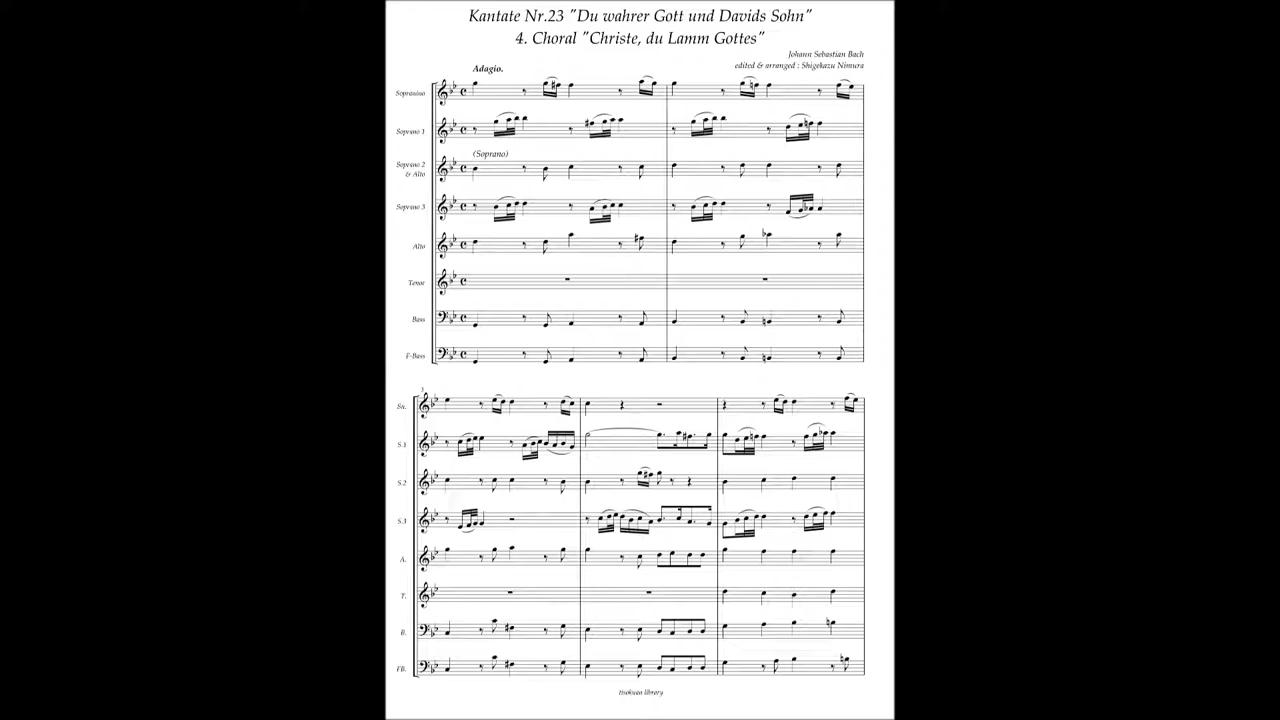 Kantate Nr.23 "Du wahrer Gott und Davids Sohn"
4. Choral "Christe, du Lamm Gottes"
Johann Sebastian Bach
edited & arranged : Shigekazu Nimura
Adagio.
Sopranino
Soprano 1
(Soprano)
Soprano 2
& Alto
Soprano 3
Alto
Tenor
Bass
F-Bass
3
Sn.
S.1
S.2
S.3
A.
T.
B.
FB.
library